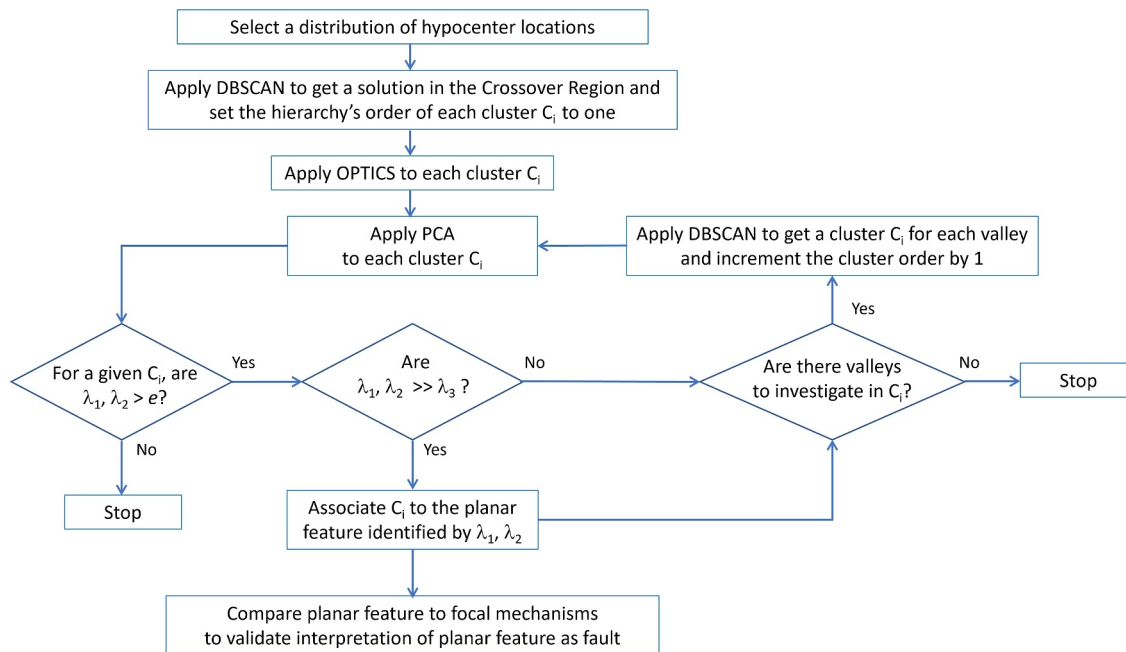 Select a distribution of hypocenter locations
Apply DBSCAN to get a solution in the Crossover Region and
set the hierarchy’s order of each cluster Cᵢ to one
Apply OPTICS to each cluster Cᵢ
Apply PCA
to each cluster Cᵢ
Apply DBSCAN to get a cluster Cᵢ for each valley
and increment the cluster order by 1
Yes
For a given Cᵢ, are
λ₁, λ₂ > e?
Yes
No
Stop
Are
λ₁, λ₂ >> λ₃ ?
No
Yes
Are there valleys
to investigate in Cᵢ?
No
Stop
Associate Cᵢ to the planar
feature identified by λ₁, λ₂
Compare planar feature to focal mechanisms
to validate interpretation of planar feature as fault